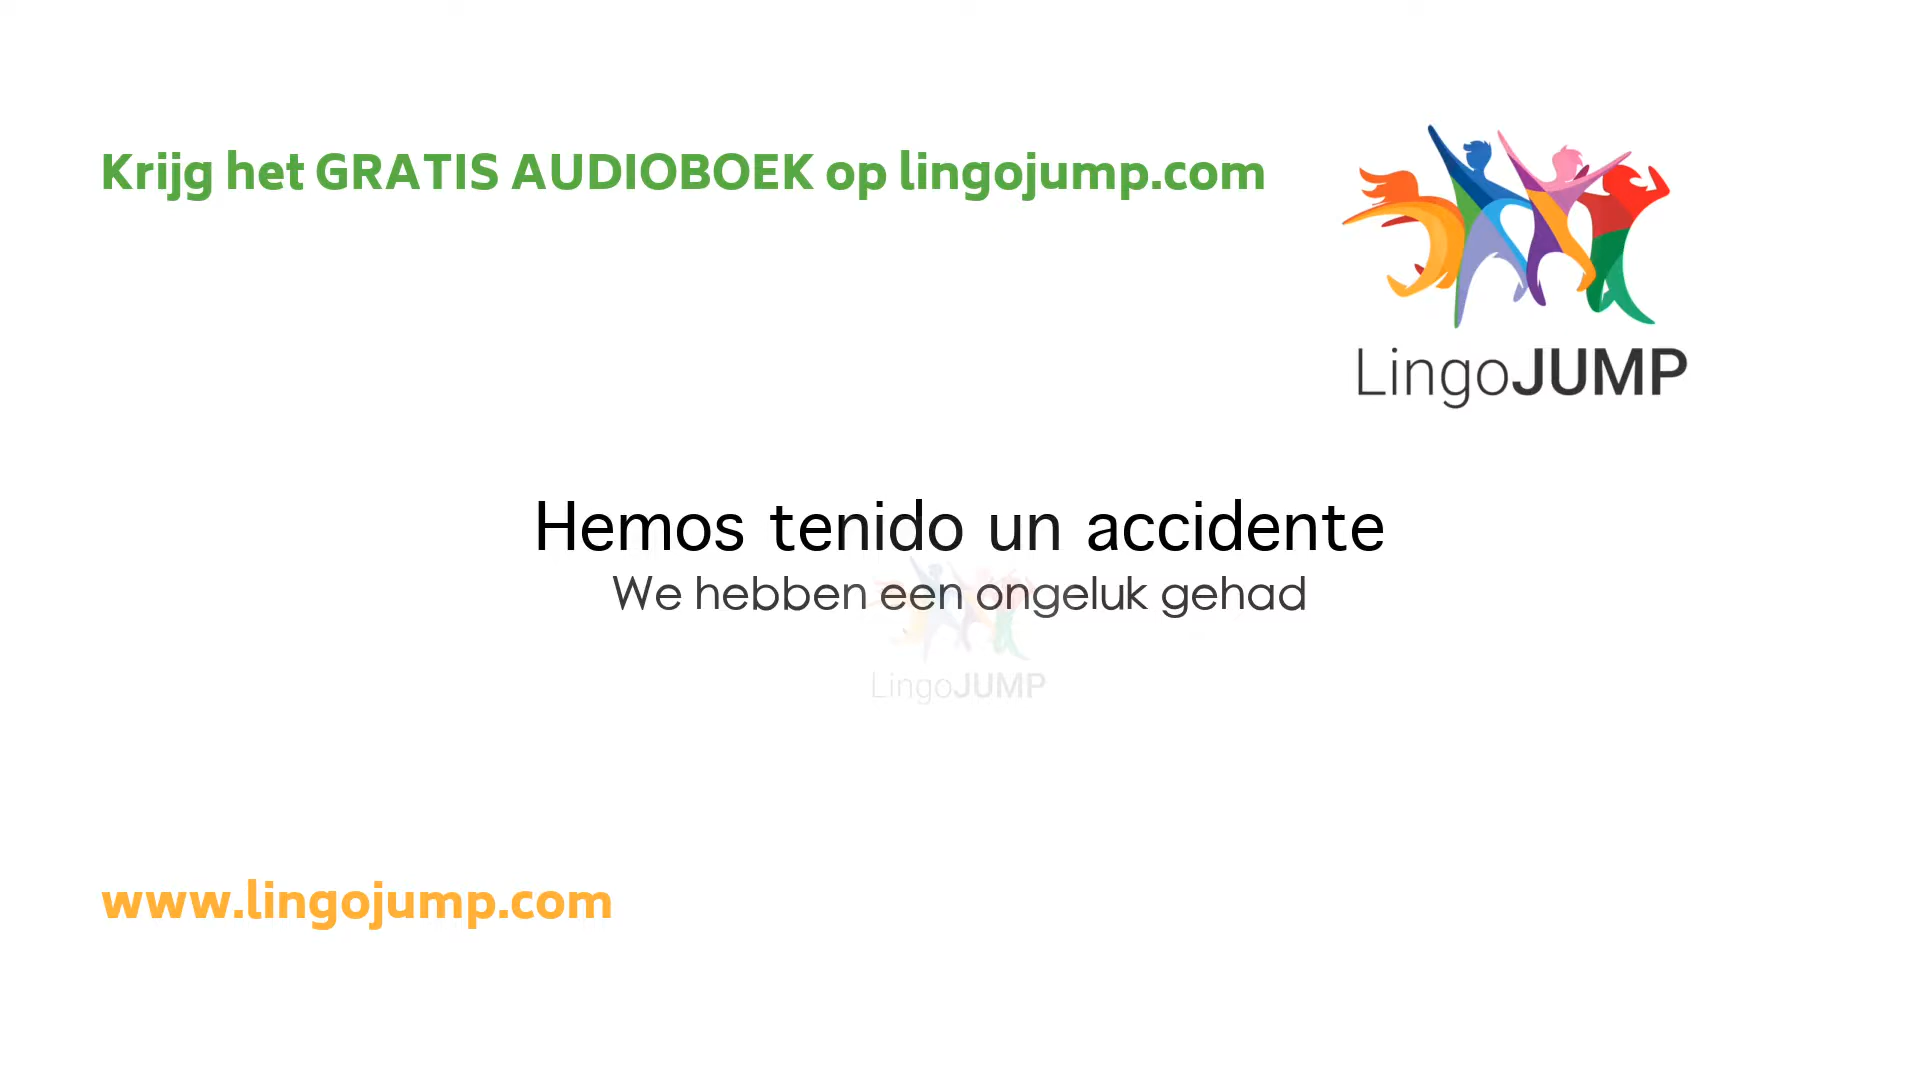 Krijg het GRATIS AUDIOBOEK op lingojump.com
LingoJUMP
Hemos tenido un accidente
We hebben een ongeluk gehad
LingoJUMP
www.lingojump.com